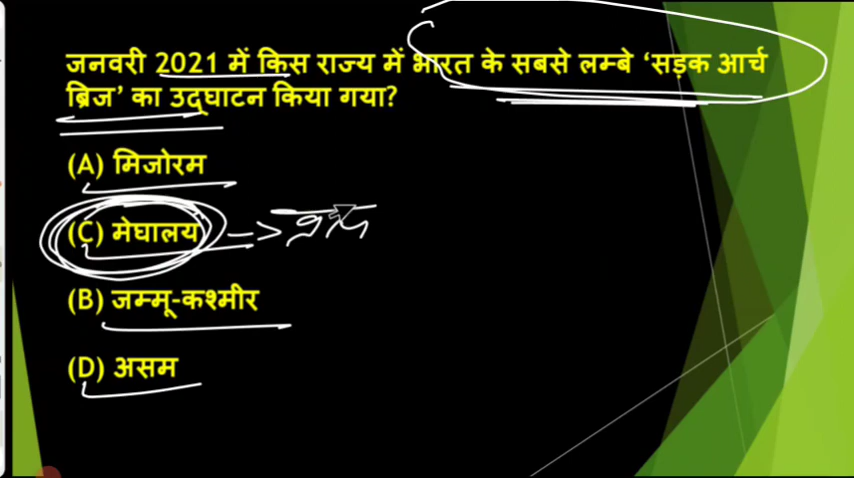 जनवरी 2021 में किस राज्य में भारत के सबसे लम्बे ‘सड़क आर्च
ब्रिज’ का उद्घाटन किया गया?
(A) मिजोरम
(C) मेघालय
(B) जम्मू-कश्मीर
(D) असम